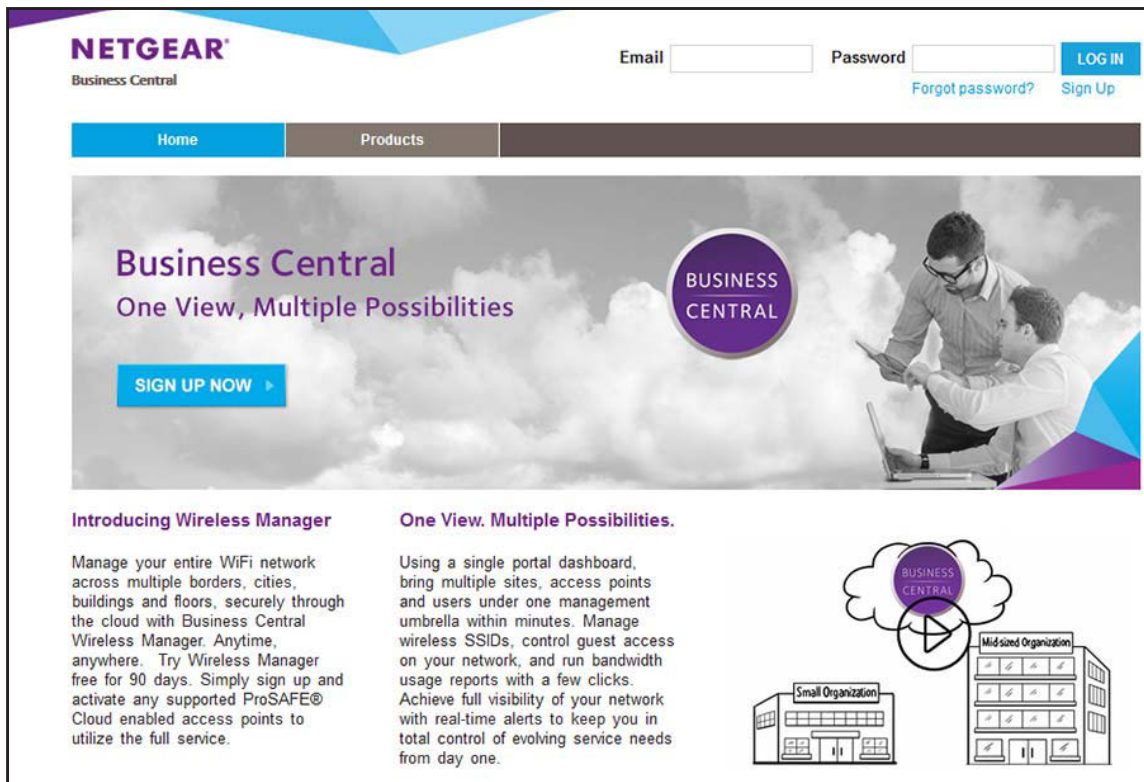 NETGEAR®
Business Central
Email
Password
LOG IN
Forgot password?
Sign Up
Home
Products
Business Central
One View, Multiple Possibilities
SIGN UP NOW
BUSINESS
CENTRAL
Introducing Wireless Manager
Manage your entire WiFi network
across multiple borders, cities,
buildings and floors, securely through
the cloud with Business Central
Wireless Manager. Anytime,
anywhere. Try Wireless Manager
free for 90 days. Simply sign up and
activate any supported ProSAFE®
Cloud enabled access points to
utilize the full service.
One View. Multiple Possibilities.
Using a single portal dashboard,
bring multiple sites, access points
and users under one management
umbrella within minutes. Manage
wireless SSIDs, control guest access
on your network, and run bandwidth
usage reports with a few clicks.
Achieve full visibility of your network
with real-time alerts to keep you in
total control of evolving service needs
from day one.
BUSINESS
CENTRAL
Mid-sized Organization
Small Organization